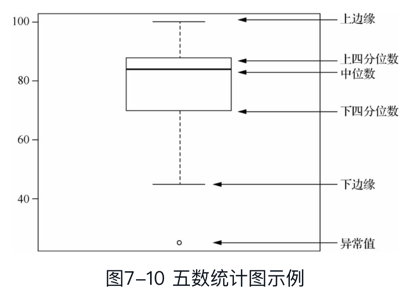 100
80
60
40
上边缘
上四分位数
中位数
下四分位数
下边缘
异常值
图7-10 五数统计图示例